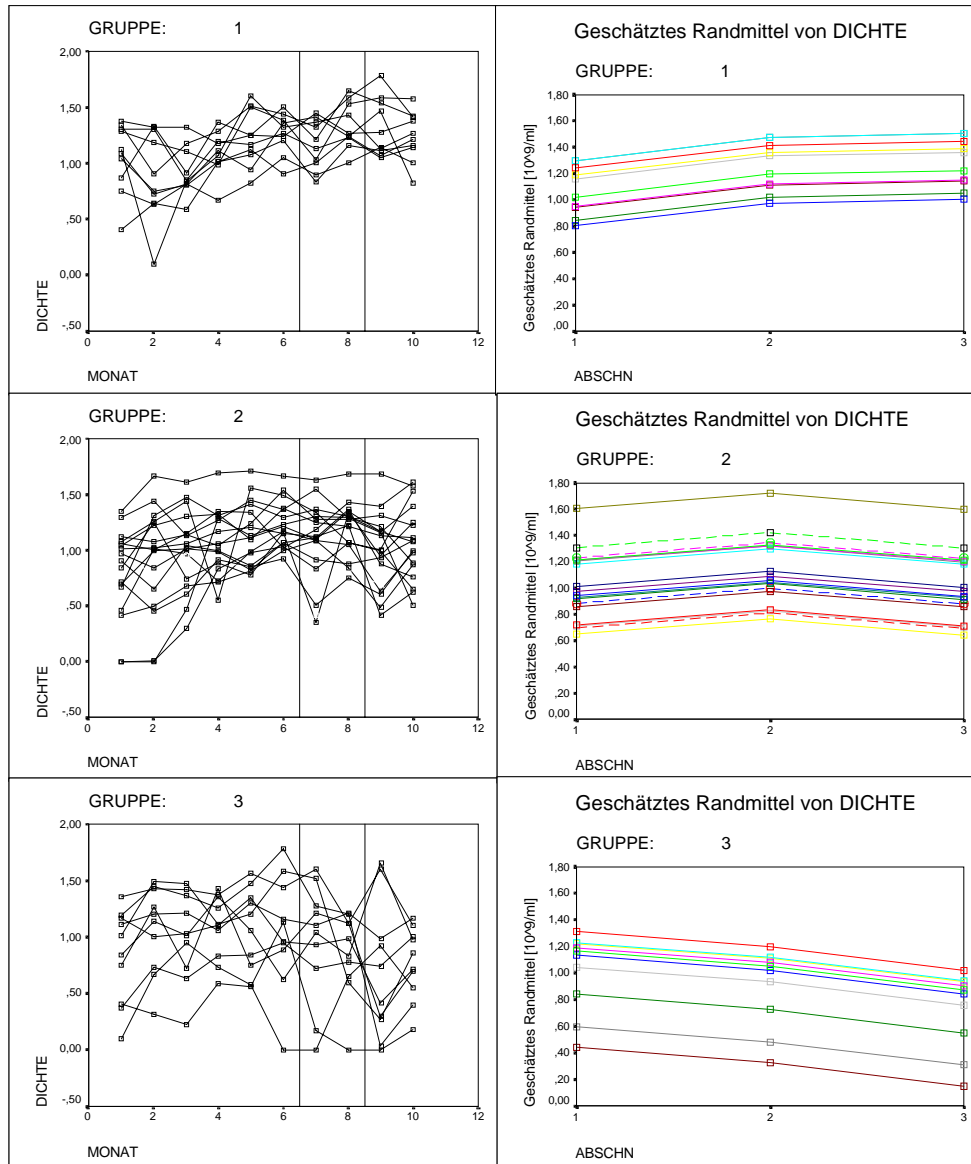 GRUPPE: 1
2,00
1,50
1,00
,50
0,00
-,50
DICHTE
0 2 4 6 8 10 12
MONAT
Geschätztes Randmittel von DICHTE
GRUPPE: 1
Geschätztes Randmittel [10^9/ml]
1,80
1,60
1,40
1,20
1,00
,80
,60
,40
,20
,00
1 2 3
ABSCHN
GRUPPE: 2
2,00
1,50
1,00
,50
0,00
-,50
DICHTE
0 2 4 6 8 10 12
MONAT
Geschätztes Randmittel von DICHTE
GRUPPE: 2
Geschätztes Randmittel [10^9/ml]
1,80
1,60
1,40
1,20
1,00
,80
,60
,40
,20
0,00
1 2 3
ABSCHN
GRUPPE: 3
2,00
1,50
1,00
,50
0,00
-,50
DICHTE
0 2 4 6 8 10 12
MONAT
Geschätztes Randmittel von DICHTE
GRUPPE: 3
Geschätztes Randmittel [10^9/ml]
1,80
1,60
1,40
1,20
1,00
,80
,60
,40
,20
0,00
1 2 3
ABSCHN